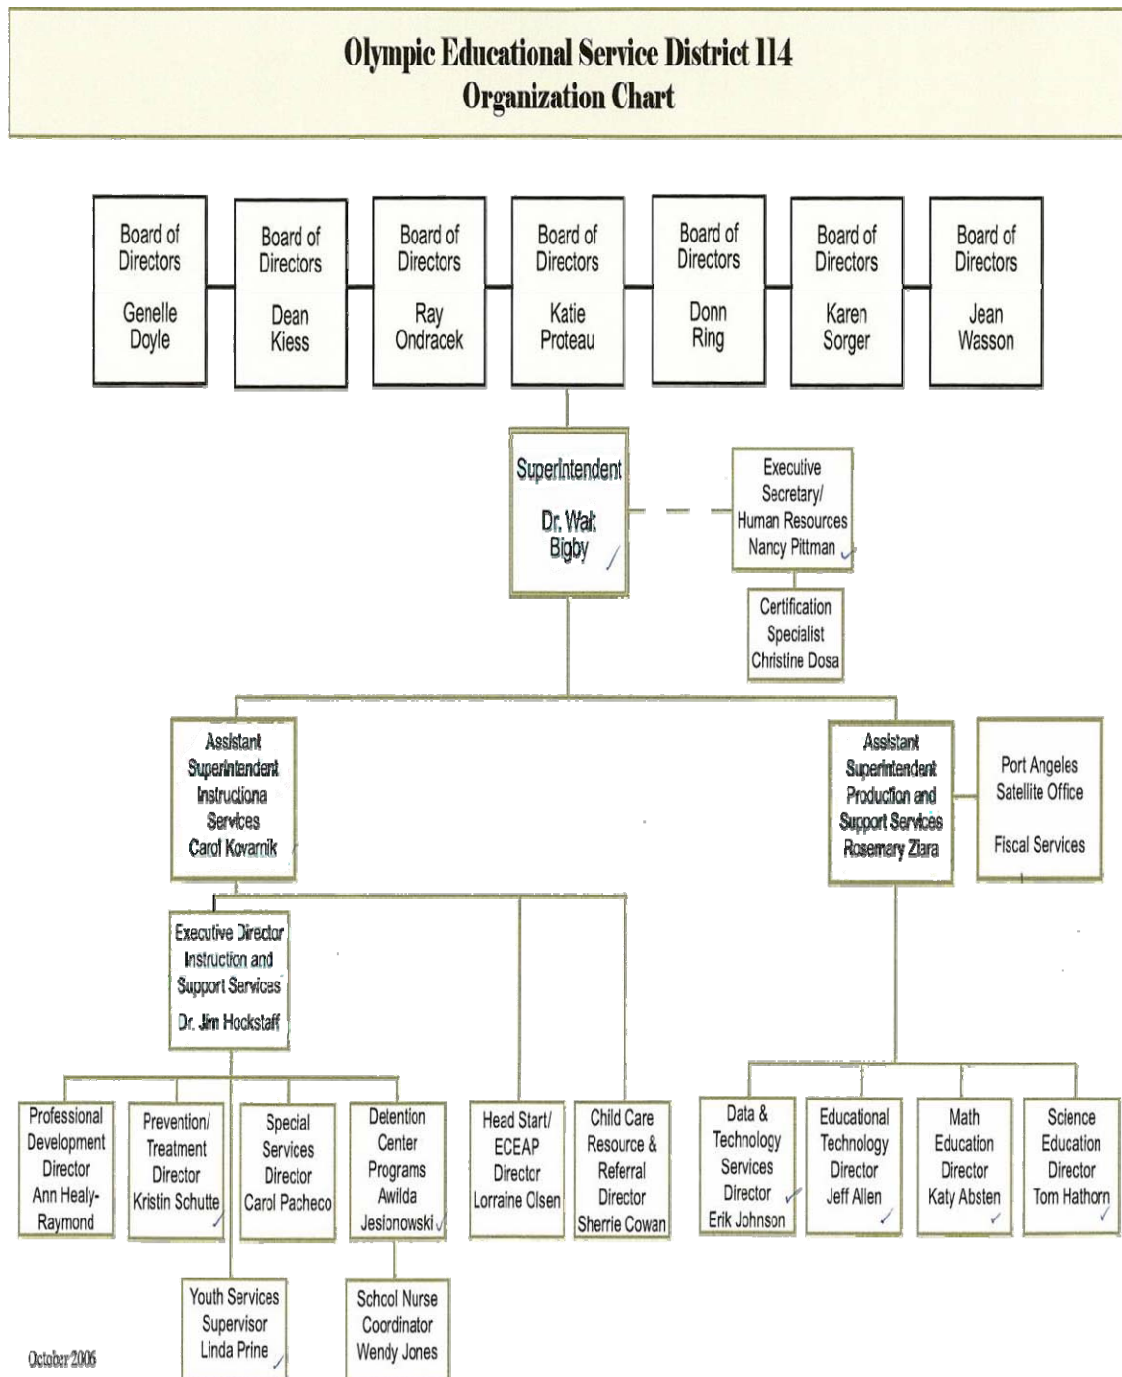 Olympic Educational Service District 114
Organization Chart
Board of
Directors
Genelle
Doyle
Board of
Directors
Dean
Kiess
Board of
Directors
Ray
Ondracek
Board of
Directors
Katie
Proteau
Board of
Directors
Donn
Ring
Board of
Directors
Karen
Sorger
Board of
Directors
Jean
Wasson
Superintendent
Dr. Walt
Bigby
Executive
Secretary/
Human Resources
Nancy Pittman
Certification
Specialist
Christine Dosa
Assistant
Superintendent
Instructiona
Services
Carol Kovarnik
Assistant
Superintendent
Production and
Support Services
Rosemary Ziara
Port Angeles
Satellite Office
Fiscal Services
Executive Director
Instruction and
Support Services
Dr. Jim Hockstaff
Professional
Development
Director
Ann Healy-
Raymond
Prevention/
Treatment
Director
Kristin Schutte
Special
Services
Director
Carol Pacheco
Detention
Center
Programs
Awilda
Jesionowski
Head Start/
ECEAP
Director
Lorraine Olsen
Child Care
Resource &
Referral
Director
Sherrie Cowan
Data &
Technology
Services
Director
Erik Johnson
Educational
Technology
Director
Jeff Allen
Math
Education
Director
Katy Absten
Science
Education
Director
Tom Hathorn
Youth Services
Supervisor
Linda Prine
School Nurse
Coordinator
Wendy Jones
October 2006